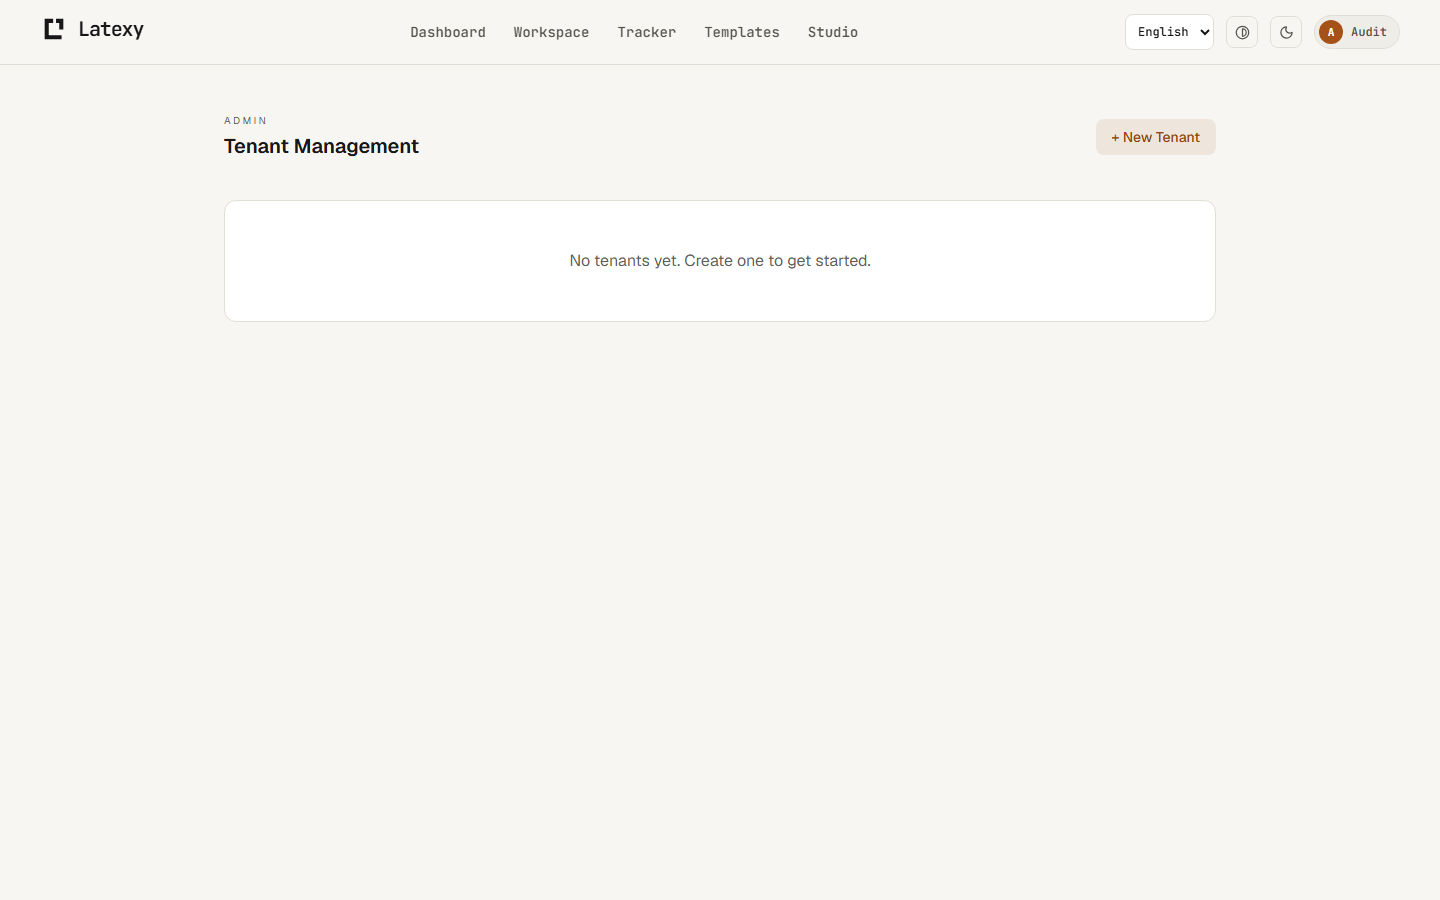 Latexy
Dashboard Workspace Tracker Templates Studio
English
A Audit
ADMIN
Tenant Management
+ New Tenant
No tenants yet. Create one to get started.